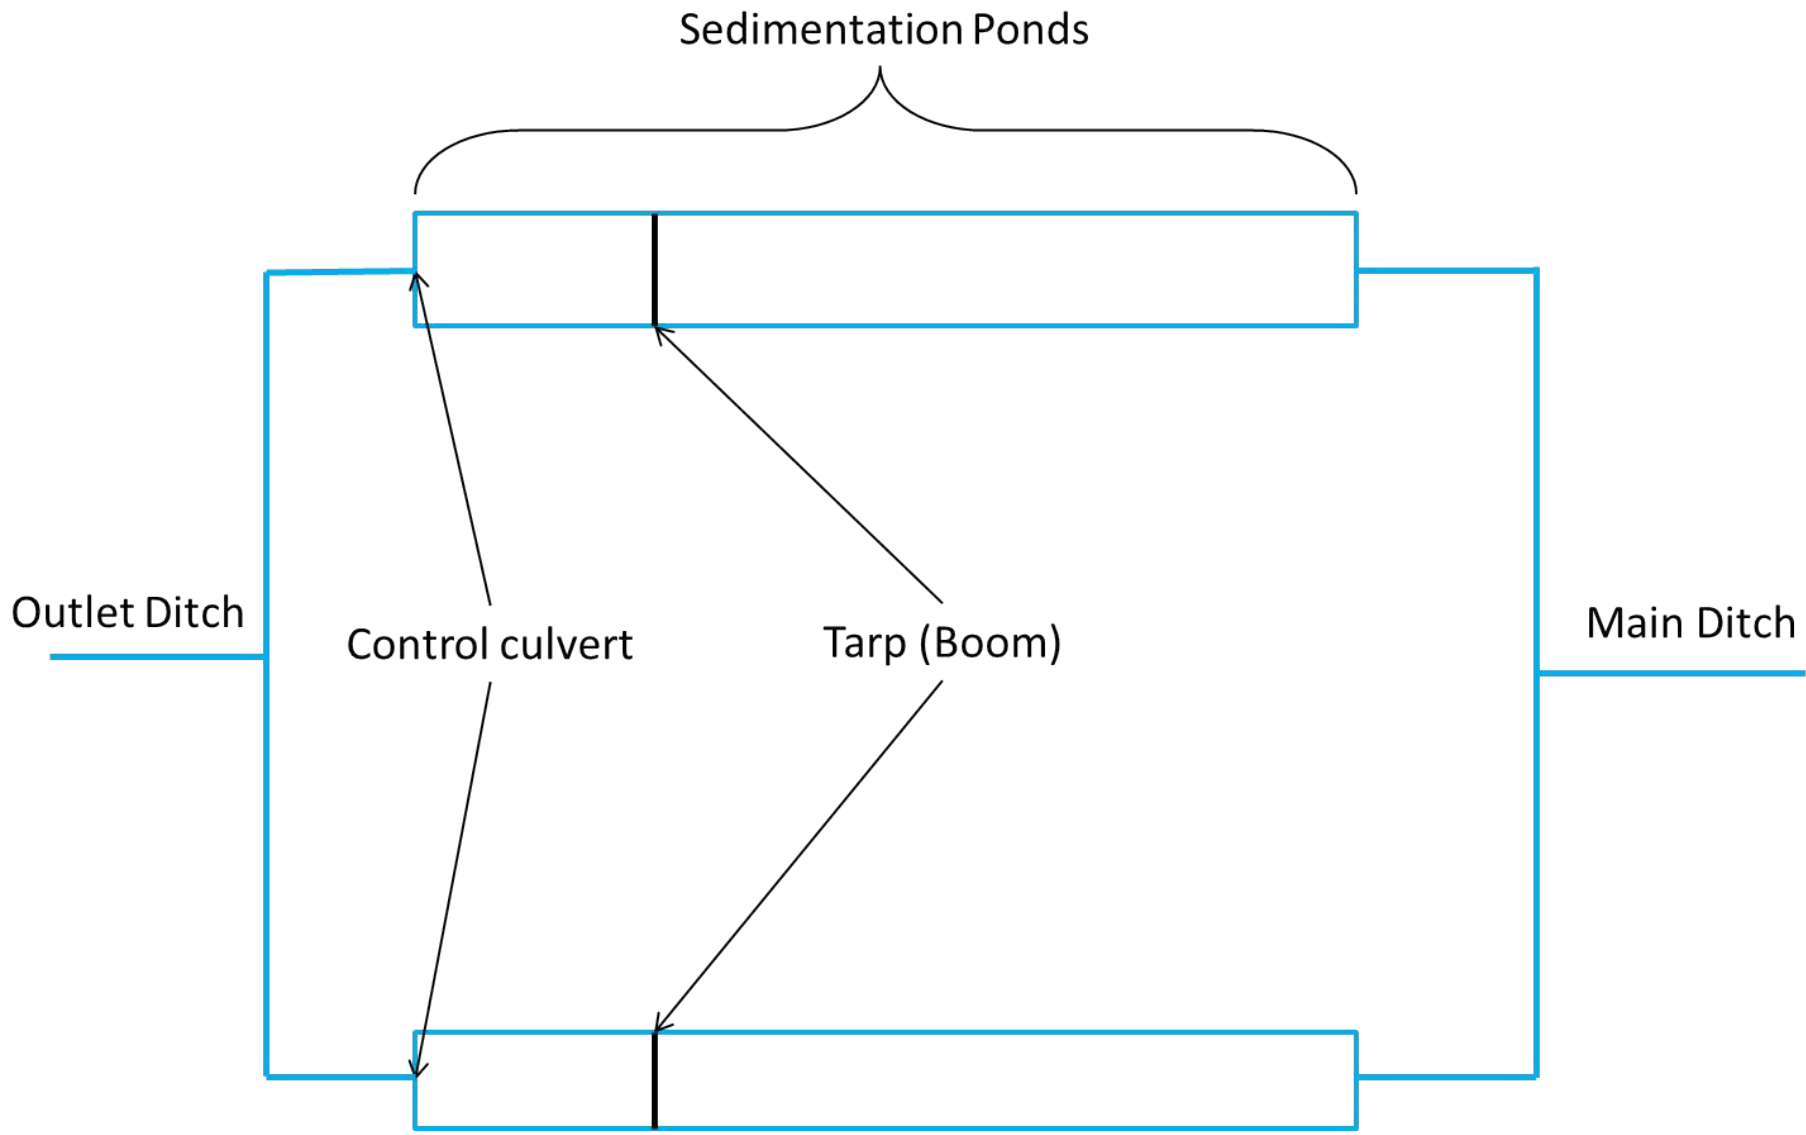 Sedimentation Ponds
Outlet Ditch
Control culvert
Tarp (Boom)
Main Ditch